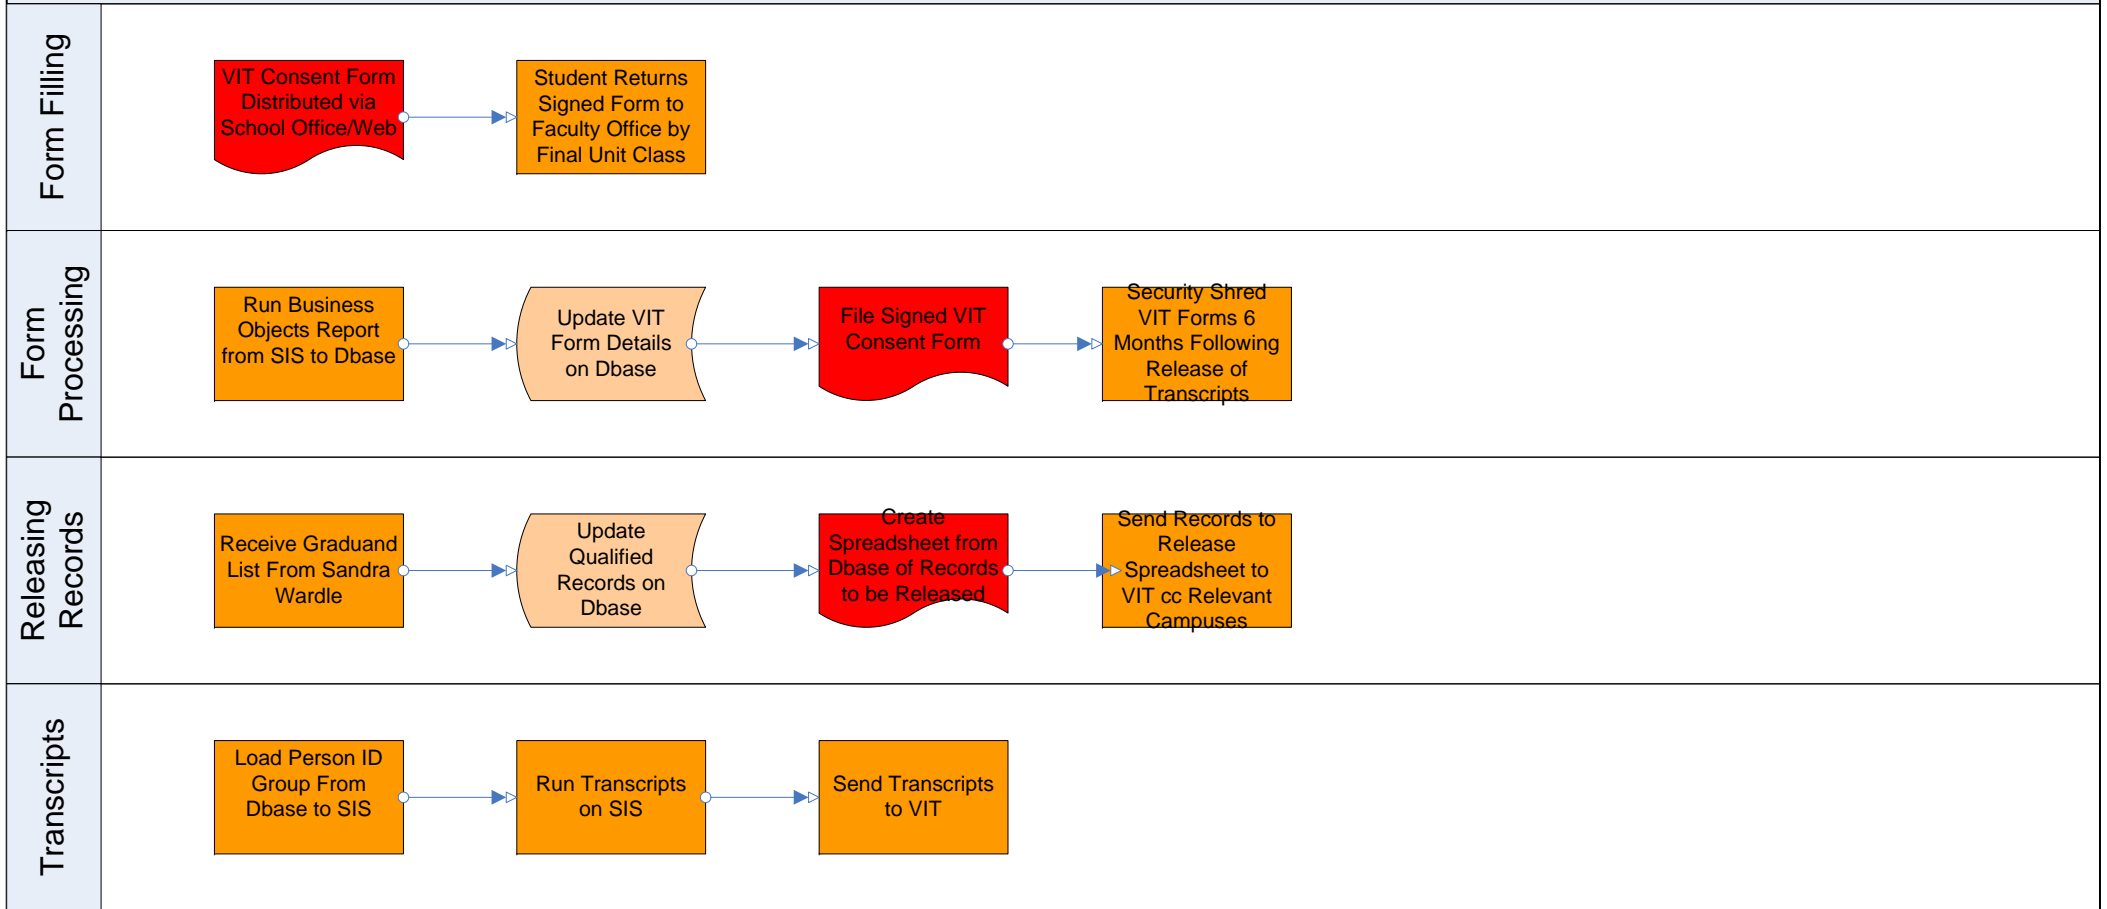 Form Filling
VIT Consent Form
Distributed via
School Office/Web
Student Returns
Signed Form to
Faculty Office by
Final Unit Class
Form
Processing
Run Business
Objects Report
from SIS to Dbase
Update VIT
Form Details
on Dbase
File Signed VIT
Consent Form
Security Shred
VIT Forms 6
Months Following
Release of
Transcripts
Releasing
Records
Receive Graduand
List From Sandra
Wardle
Update
Qualified
Records on
Dbase
Create
Spreadsheet from
Dbase of Records
to be Released
Send Records to
Release
Spreadsheet to
VIT cc Relevant
Campuses
Transcripts
Load Person ID
Group From
Dbase to SIS
Run Transcripts
on SIS
Send Transcripts
to VIT